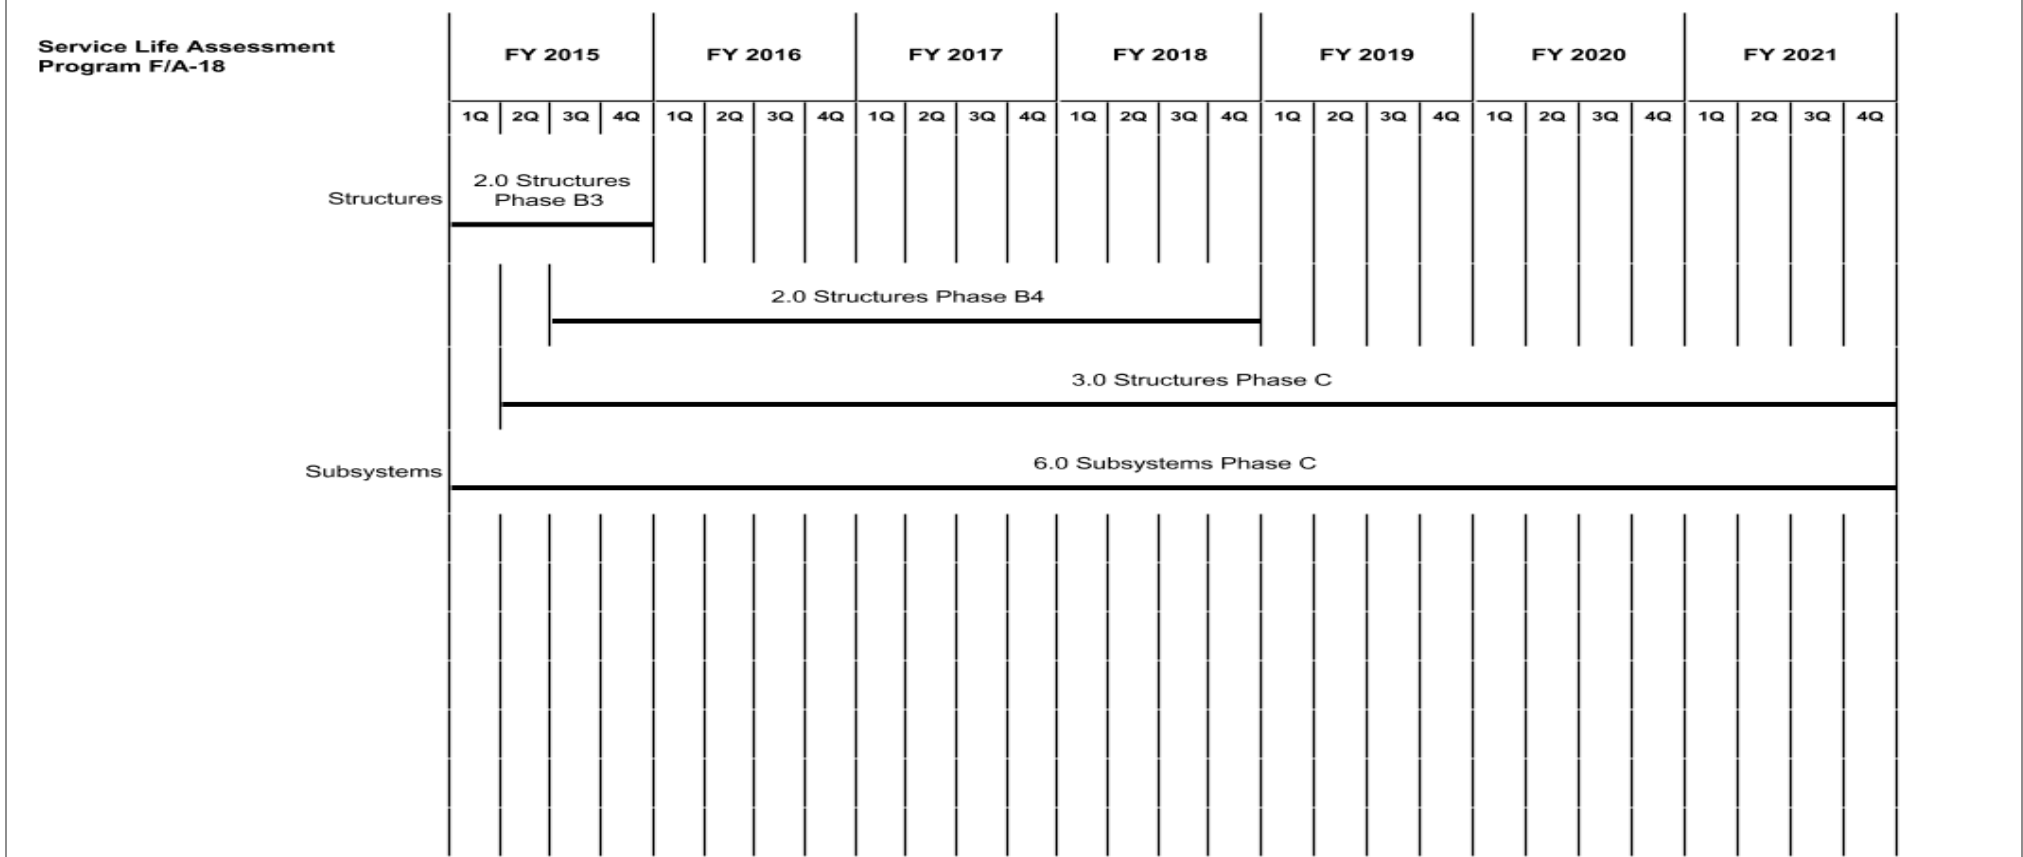 Service Life Assessment
Program F/A-18
FY 2015 FY 2016 FY 2017 FY 2018 FY 2019 FY 2020 FY 2021
1Q 2Q 3Q 4Q 1Q 2Q 3Q 4Q 1Q 2Q 3Q 4Q 1Q 2Q 3Q 4Q 1Q 2Q 3Q 4Q 1Q 2Q 3Q 4Q 1Q 2Q 3Q 4Q
Structures
2.0 Structures
Phase B3
2.0 Structures Phase B4
3.0 Structures Phase C
Subsystems
6.0 Subsystems Phase C